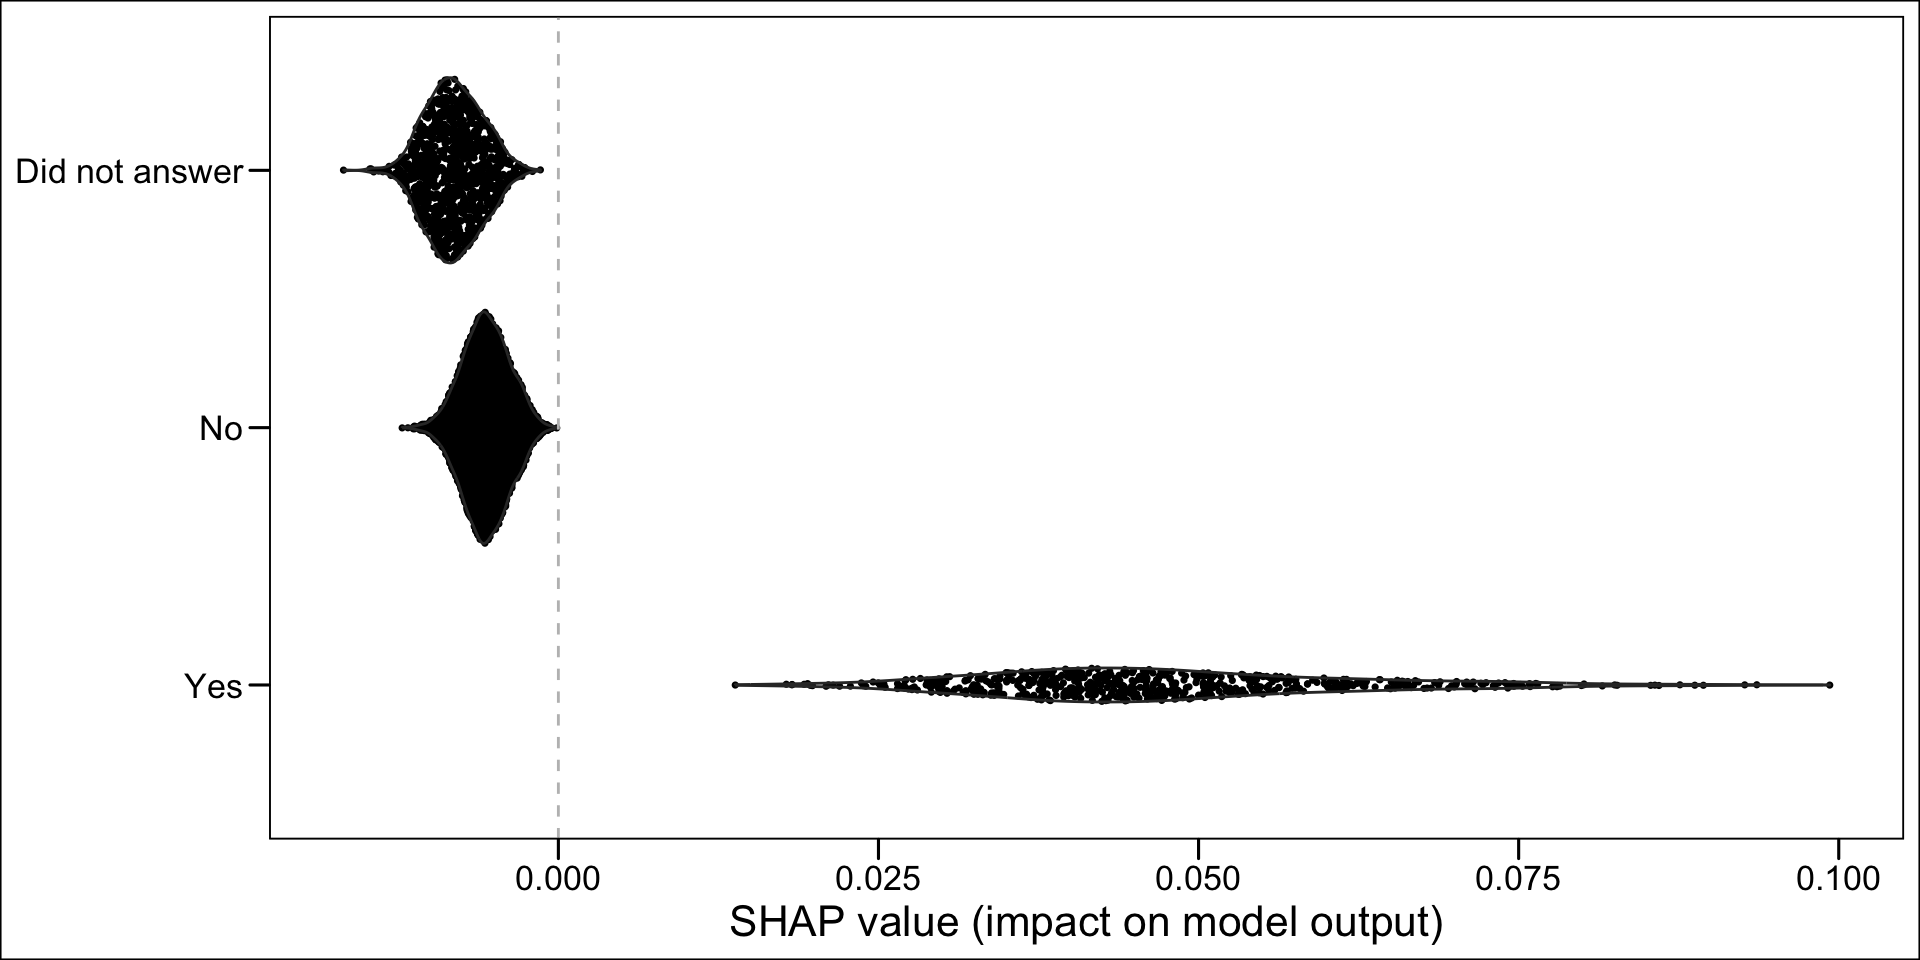 Did not answer
No
Yes
0.000 0.025 0.050 0.075 0.100
SHAP value (impact on model output)